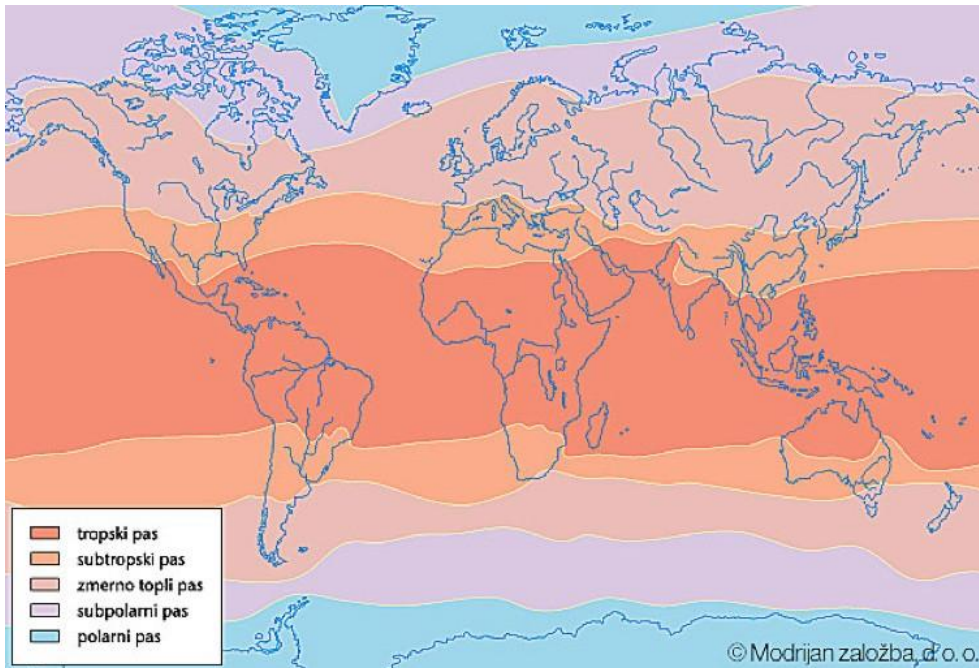 tropski pas
subtropski pas
zmerno topli pas
subpolarni pas
polarni pas
© Modrijan založba, d. o. o.